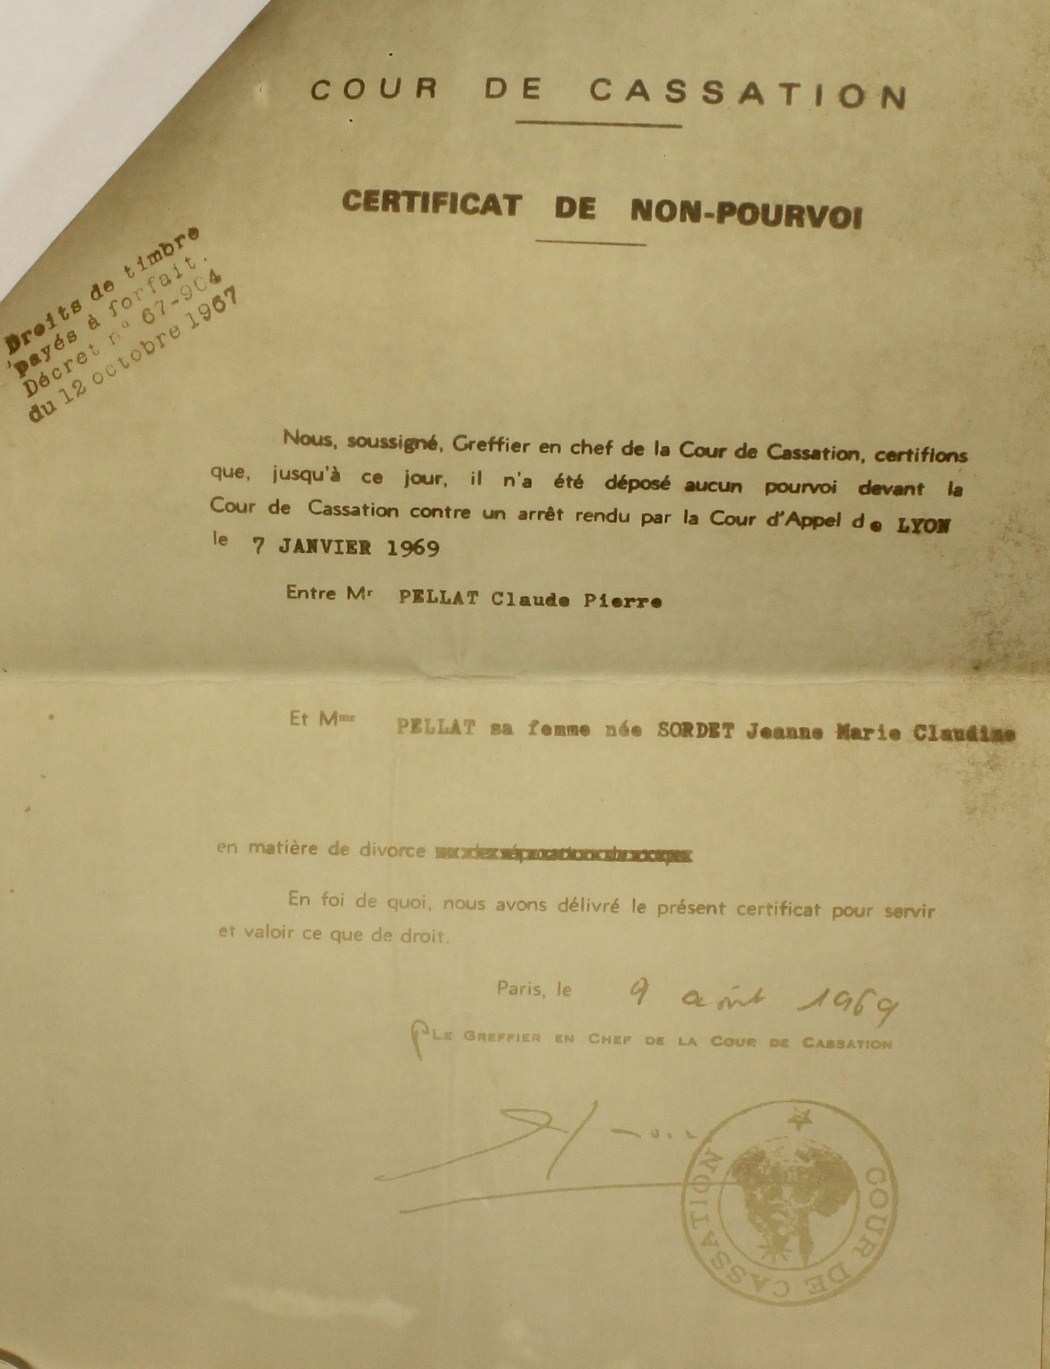 COUR DE CASSATION
CERTIFICAT DE NON-POURVOI
Droits de timbre
payés à forfait.
Décret n° 67-904
du 12 octobre 1967
Nous, soussigné, Greffier en chef de la Cour de Cassation, certifions
que, jusqu'à ce jour, il n'a été déposé aucun pourvoi devant la
Cour de Cassation contre un arrêt rendu par la Cour d'Appel de LYON
le 7 JANVIER 1969
Entre Mr PELLAT Claude Pierre
Et Mme PELLAT sa femme née SORDET Jeanne Marie Claudine
en matière de divorce
En foi de quoi, nous avons délivré le présent certificat pour servir
et valoir ce que de droit.
Paris, le 9 août 1969
LE GREFFIER EN CHEF DE LA COUR DE CASSATION
COUR DE CASSATION